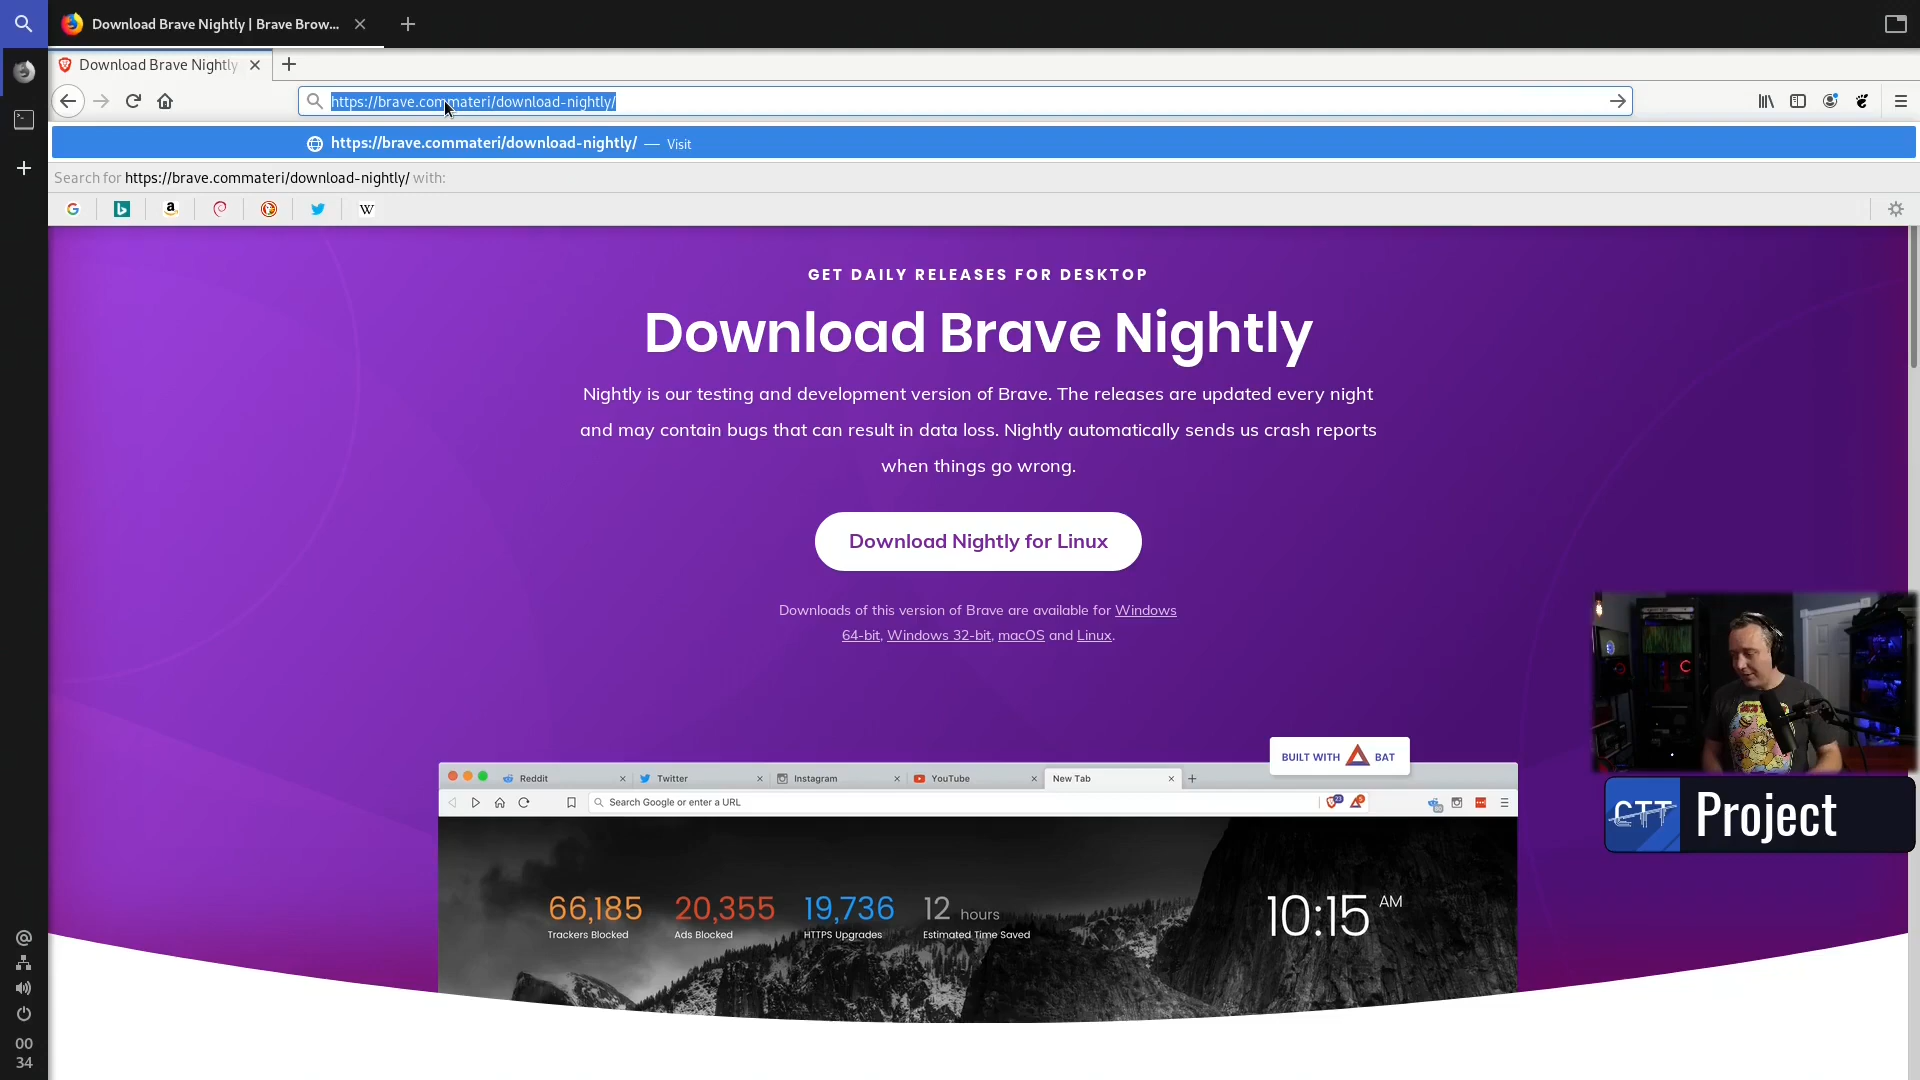 Download Brave Nightly | Brave Brow...
Download Brave Nightly
https://brave.commateri/download-nightly/
https://brave.commateri/download-nightly/ — Visit
Search for https://brave.commateri/download-nightly/ with:
GET DAILY RELEASES FOR DESKTOP
Download Brave Nightly
Nightly is our testing and development version of Brave. The releases are updated every night
and may contain bugs that can result in data loss. Nightly automatically sends us crash reports
when things go wrong.
Download Nightly for Linux
Downloads of this version of Brave are available for Windows
64-bit, Windows 32-bit, macOS and Linux.
BUILT WITH BAT
Reddit
Twitter
Instagram
YouTube
New Tab
Search Google or enter a URL
66,185
Trackers Blocked
20,355
Ads Blocked
19,736
HTTPS Upgrades
12 hours
Estimated Time Saved
10:15 AM
CTT Project
00
34